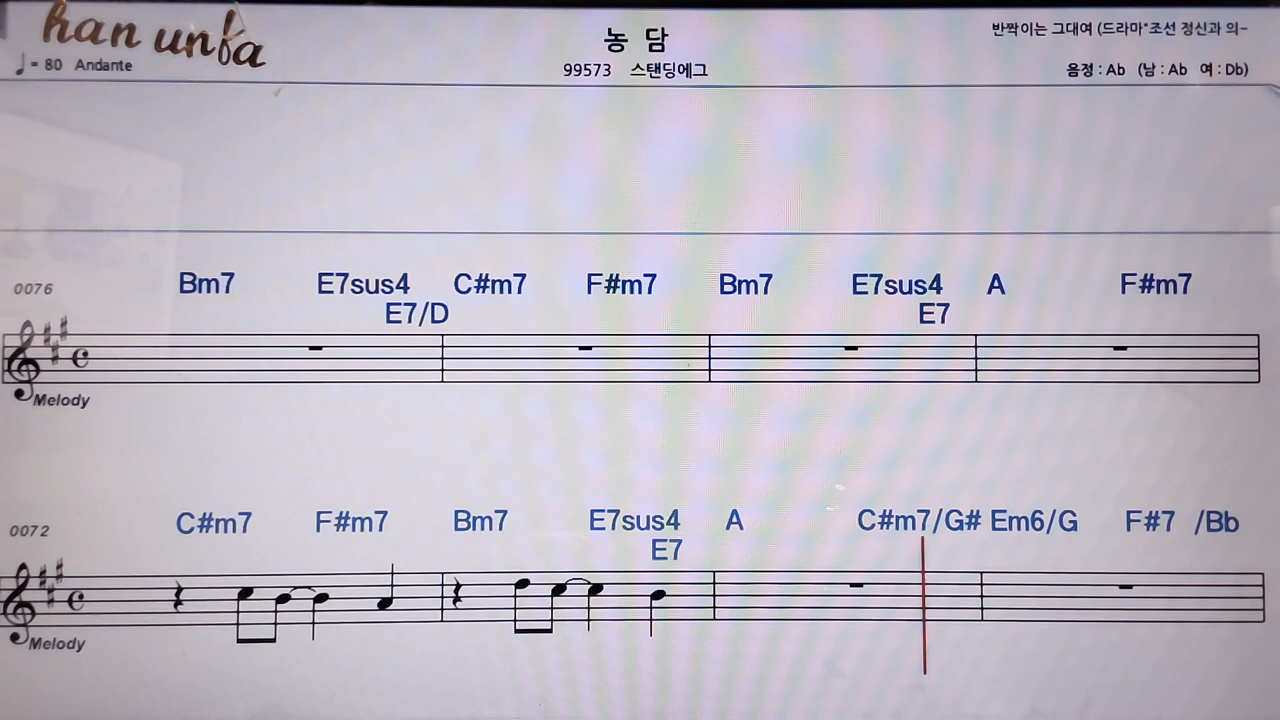 han unba
♩= 80 Andante
농 담
99573 스탠딩에그
반짝이는 그대여 (드라마"조선 정신과 의~
음정 : Ab (남 : Ab 여 : Db)
0076
Bm7 E7sus4 C#m7 F#m7 Bm7 E7sus4 A F#m7
E7/D E7
Melody
0072
C#m7 F#m7 Bm7 E7sus4 A C#m7/G# Em6/G F#7 /Bb
E7
Melody